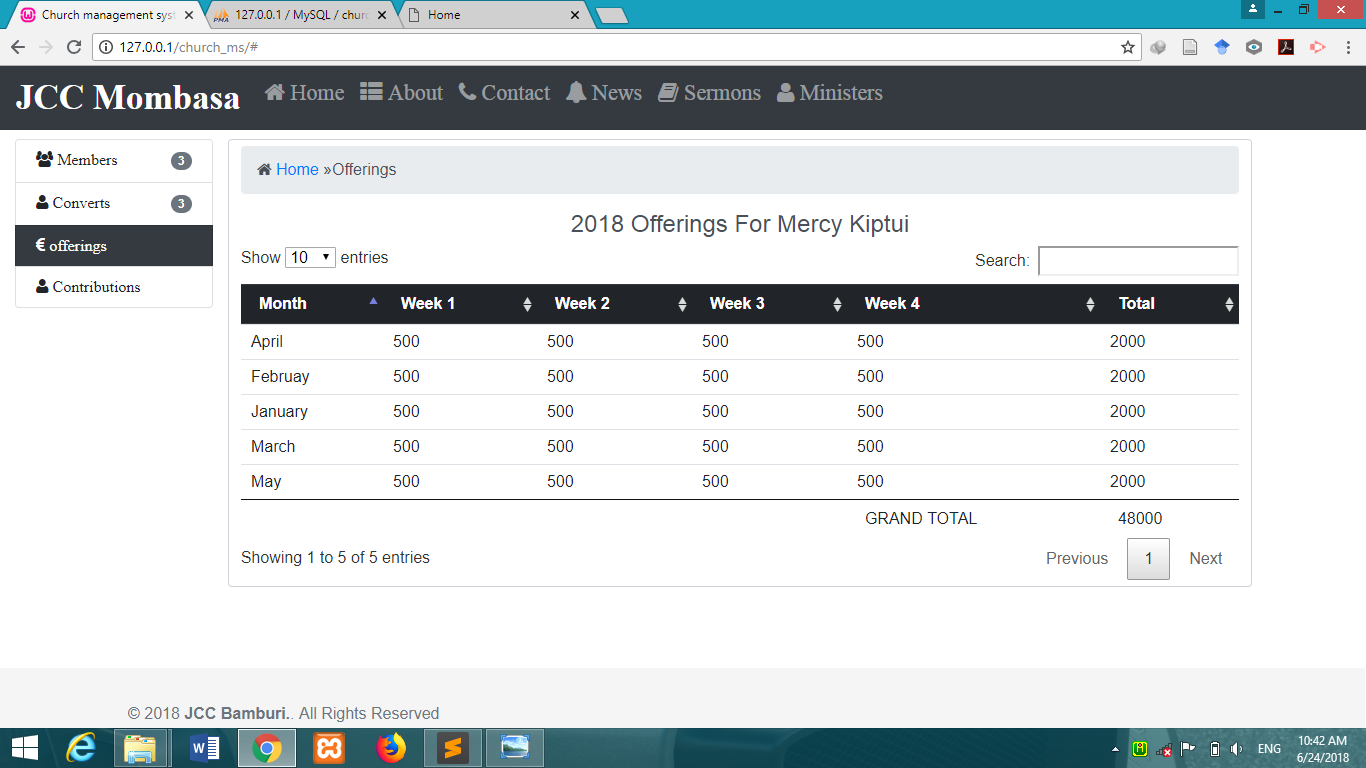 Church management syst
127.0.0.1 / MySQL / churc
Home
127.0.0.1/church_ms/#
JCC Mombasa Home About Contact News Sermons Ministers
Members 3
Converts 3
€ offerings
Contributions
Home »Offerings
2018 Offerings For Mercy Kiptui
Show 10 entries
Search:
Month Week 1 Week 2 Week 3 Week 4 Total
April 500 500 500 500 2000
Februay 500 500 500 500 2000
January 500 500 500 500 2000
March 500 500 500 500 2000
May 500 500 500 500 2000
GRAND TOTAL 48000
Showing 1 to 5 of 5 entries
Previous 1 Next
© 2018 JCC Bamburi.. All Rights Reserved
ENG
10:42 AM
6/24/2018